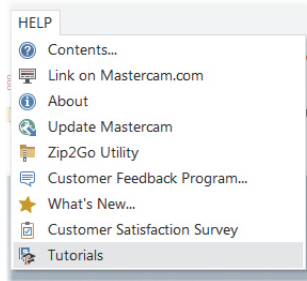 HELP
Contents...
Link on Mastercam.com
About
Update Mastercam
Zip2Go Utility
Customer Feedback Program...
What's New...
Customer Satisfaction Survey
Tutorials